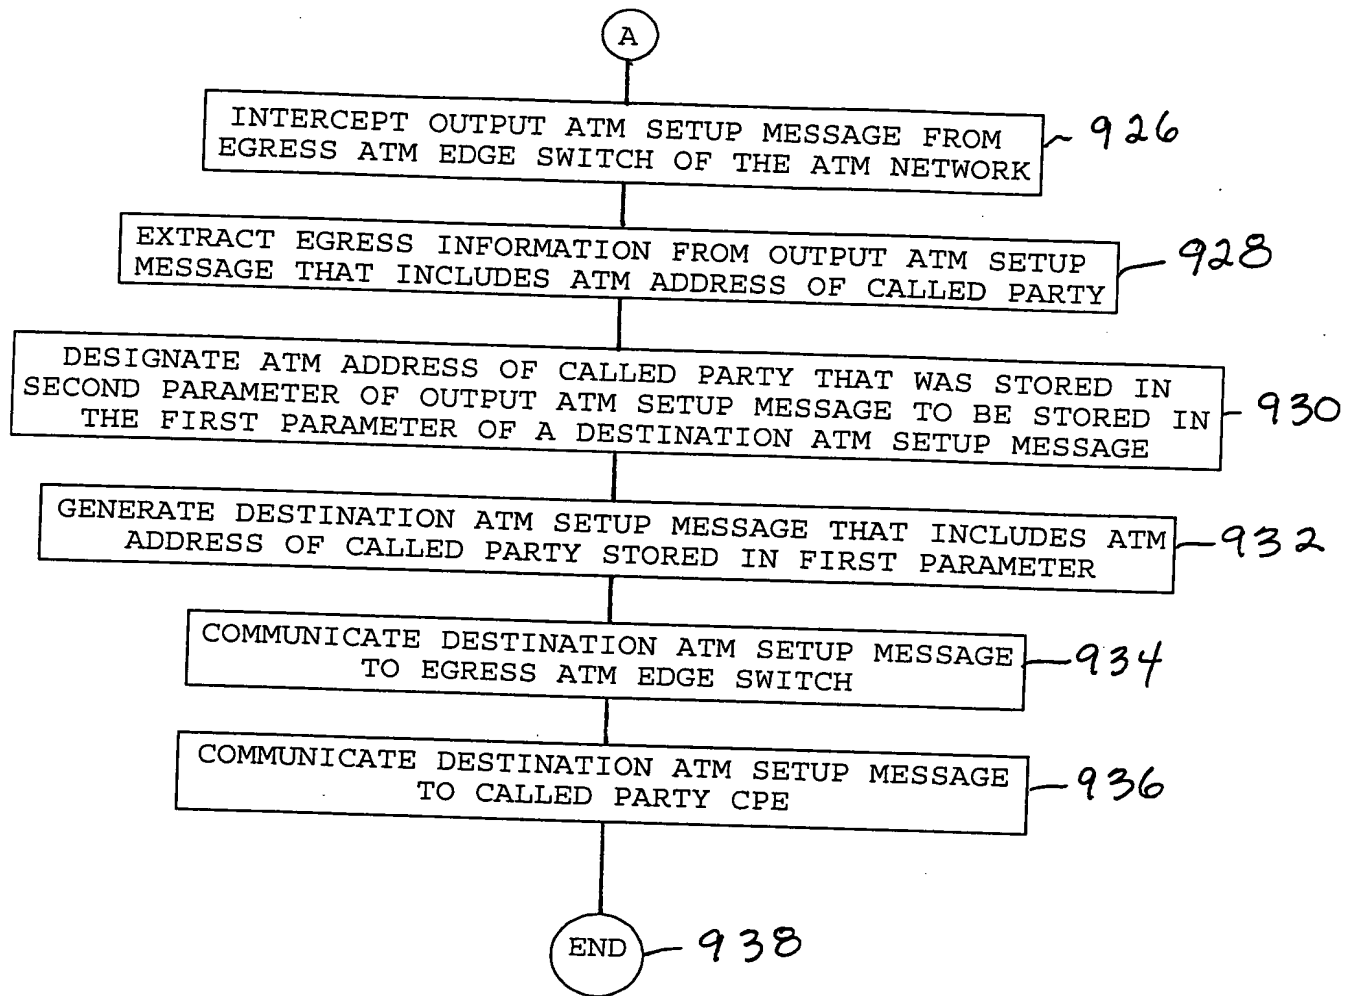 A
INTERCEPT OUTPUT ATM SETUP MESSAGE FROM
EGRESS ATM EDGE SWITCH OF THE ATM NETWORK
926
EXTRACT EGRESS INFORMATION FROM OUTPUT ATM SETUP
MESSAGE THAT INCLUDES ATM ADDRESS OF CALLED PARTY
928
DESIGNATE ATM ADDRESS OF CALLED PARTY THAT WAS STORED IN
SECOND PARAMETER OF OUTPUT ATM SETUP MESSAGE TO BE STORED IN
THE FIRST PARAMETER OF A DESTINATION ATM SETUP MESSAGE
930
GENERATE DESTINATION ATM SETUP MESSAGE THAT INCLUDES ATM
ADDRESS OF CALLED PARTY STORED IN FIRST PARAMETER
932
COMMUNICATE DESTINATION ATM SETUP MESSAGE
TO EGRESS ATM EDGE SWITCH
934
COMMUNICATE DESTINATION ATM SETUP MESSAGE
TO CALLED PARTY CPE
936
END
938